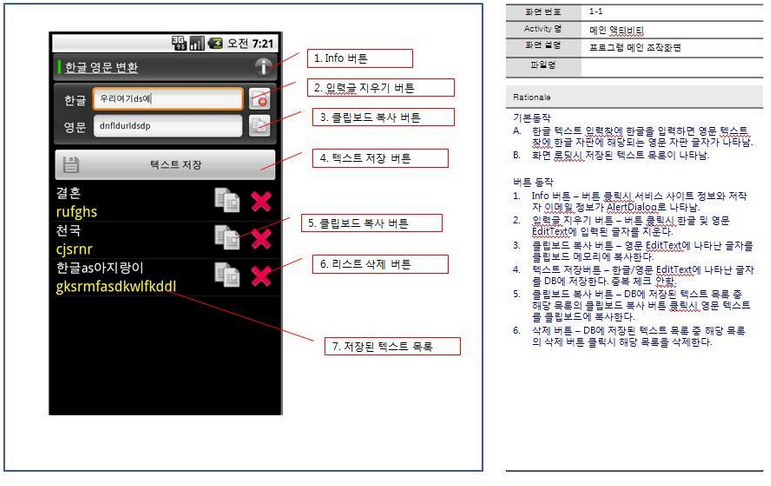 3G
오전 7:21
한글 영문 변환
한글
우리여기ds에
영문
dnfldurldsdp
텍스트 저장
결혼
rufghs
천국
cjsrnr
한글as아지랑이
gksrmfasdkwlfkddl
1. Info 버튼
2. 입력글 지우기 버튼
3. 클립보드 복사 버튼
4. 텍스트 저장 버튼
5. 클립보드 복사 버튼
6. 리스트 삭제 버튼
7. 저장된 텍스트 목록
화면 번호 1-1
Activity 명 메인 액티비티
화면 설명 프로그램 메인 조작화면
파일명
Rationale
기본동작
A. 한글 텍스트 입력창에 한글을 입력하면 영문 텍스트
창에 한글 자판에 해당되는 영문 자판 글자가 나타남.
B. 화면 로딩시 저장된 텍스트 목록이 나타남.
버튼 동작
1. Info 버튼 – 버튼 클릭시 서비스 사이트 정보와 저작
자 이메일 정보가 AlertDialog로 나타남.
2. 입력글 지우기 버튼 – 버튼 클릭시 한글 및 영문
EditText에 입력된 글자를 지운다.
3. 클립보드 복사 버튼 – 영문 EditText에 나타난 글자를
클립보드 메모리에 복사한다.
4. 텍스트 저장버튼 – 한글/영문 EditText에 나타난 글자
를 DB에 저장한다. 중복 체크 안함.
5. 클립보드 복사 버튼 – DB에 저장된 텍스트 목록 중
해당 목록의 클립보드 복사 버튼 클릭시 영문 텍스트
를 클립보드에 복사한다.
6. 삭제 버튼 – DB에 저장된 텍스트 목록 중 해당 목록
의 삭제 버튼 클릭시 해당 목록을 삭제한다.